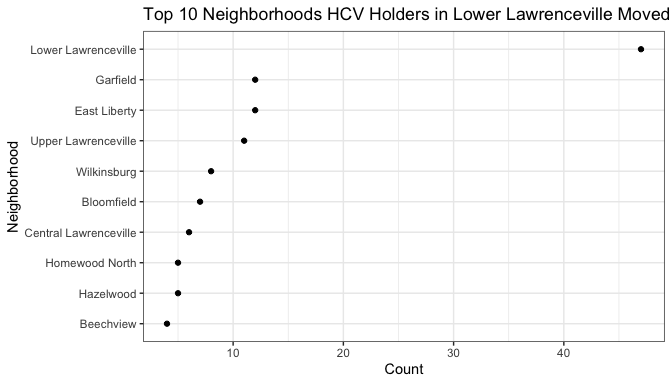 Top 10 Neighborhoods HCV Holders in Lower Lawrenceville Moved
Neighborhood
Lower Lawrenceville
Garfield
East Liberty
Upper Lawrenceville
Wilkinsburg
Bloomfield
Central Lawrenceville
Homewood North
Hazelwood
Beechview
10 20 30 40
Count